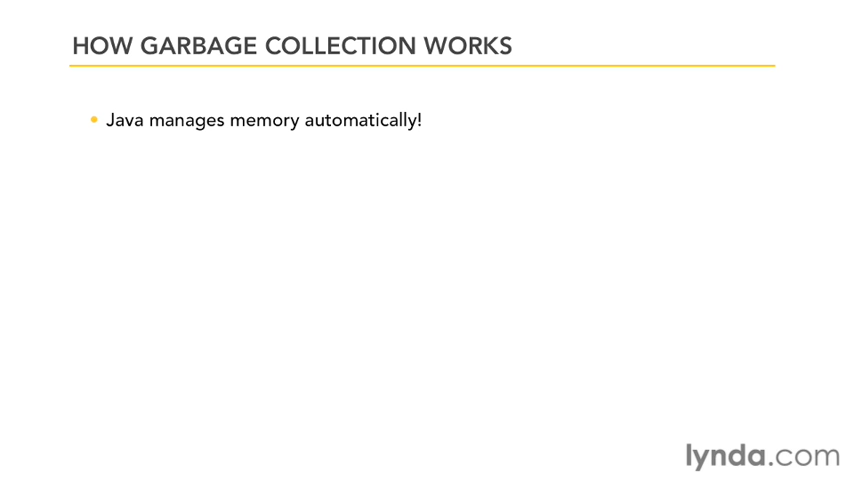 HOW GARBAGE COLLECTION WORKS
• Java manages memory automatically!
lynda.com